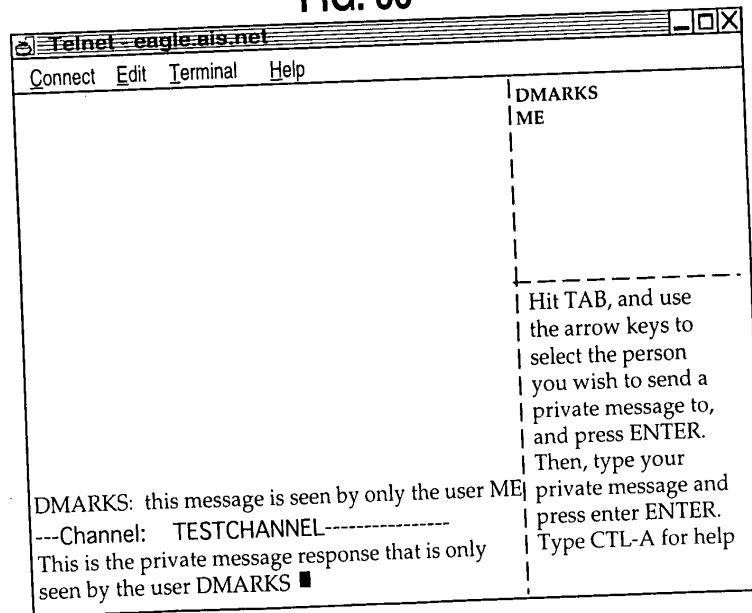 Telnet - eagle.ais.net
Connect Edit Terminal Help
DMARKS
ME
Hit TAB, and use
the arrow keys to
select the person
you wish to send a
private message to,
and press ENTER.
Then, type your
private message and
press enter ENTER.
Type CTL-A for help
DMARKS: this message is seen by only the user ME
---Channel: TESTCHANNEL----------------
This is the private message response that is only
seen by the user DMARKS